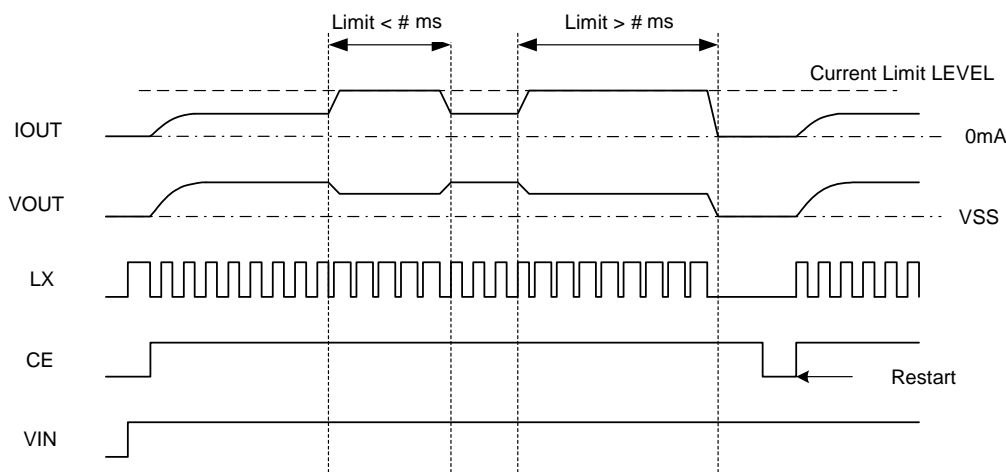 Limit < # ms
Limit > # ms
Current Limit LEVEL
IOUT
0mA
VOUT
VSS
LX
CE
Restart
VIN